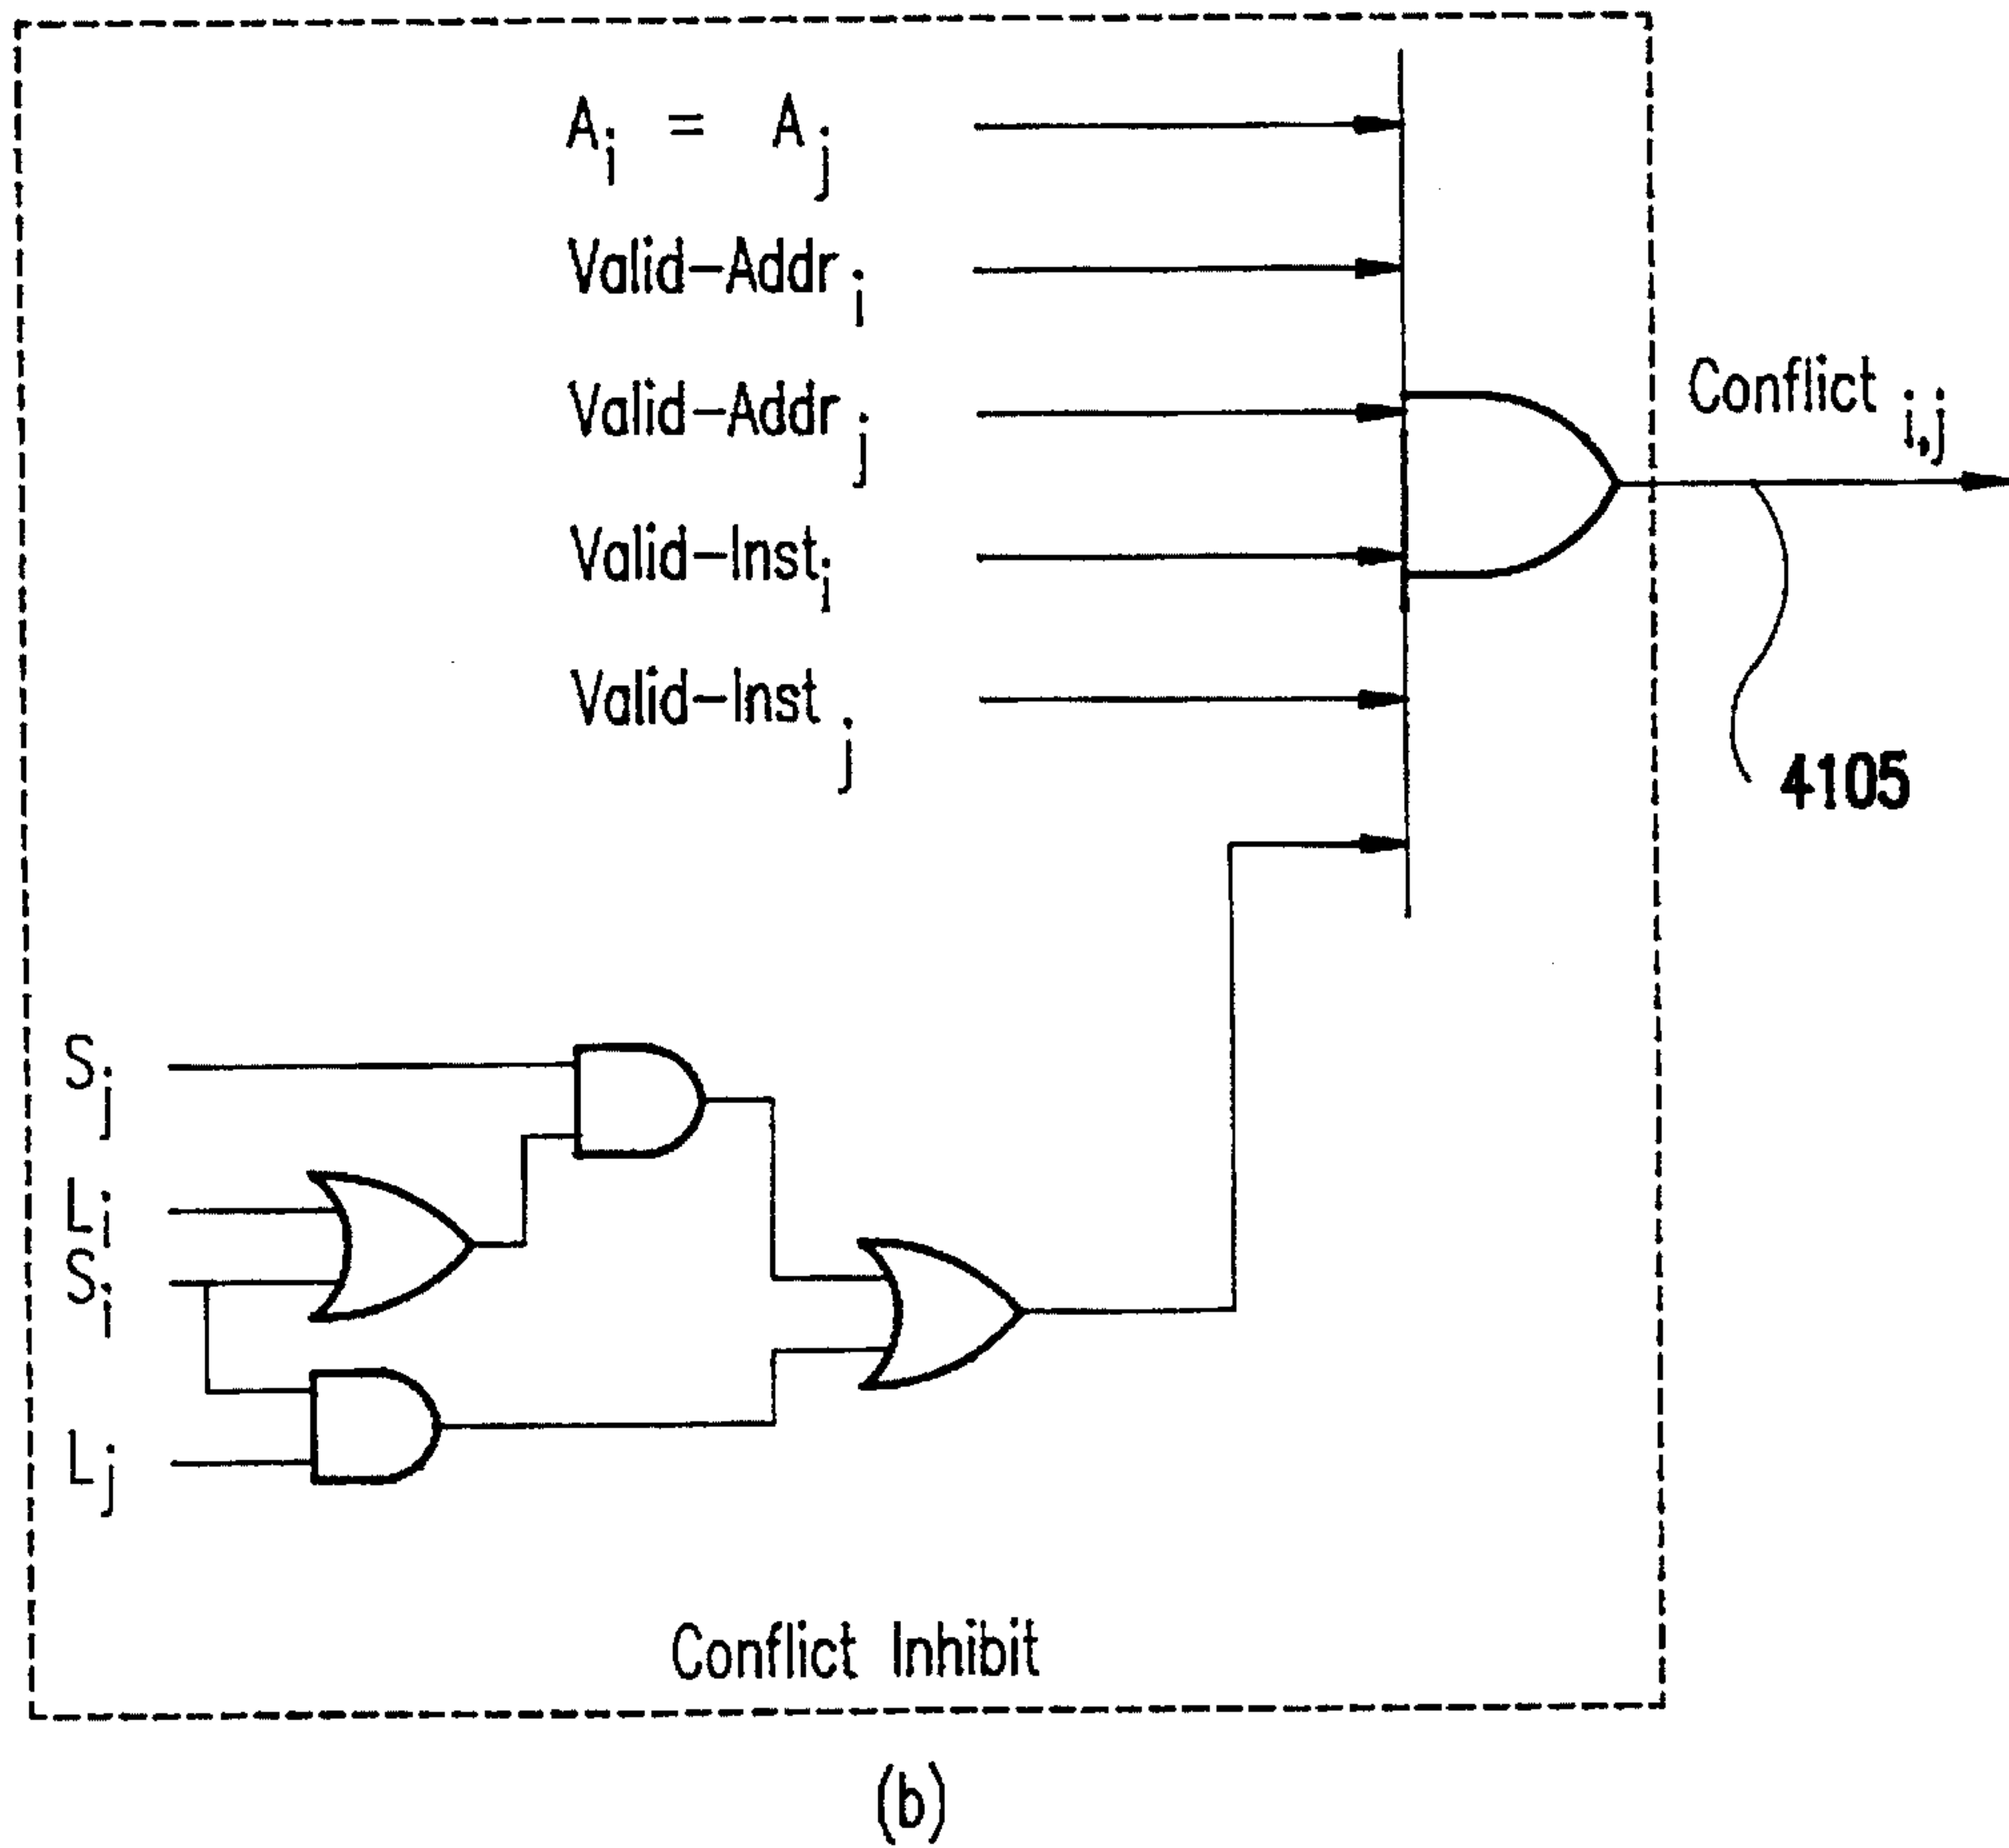 A_i = A_j
Valid-Addr_i
Valid-Addr_j
Conflict_i,j
Valid-Inst_i
Valid-Inst_j
4105
S_j
L_i
S_i
L_j
Conflict Inhibit
(b)